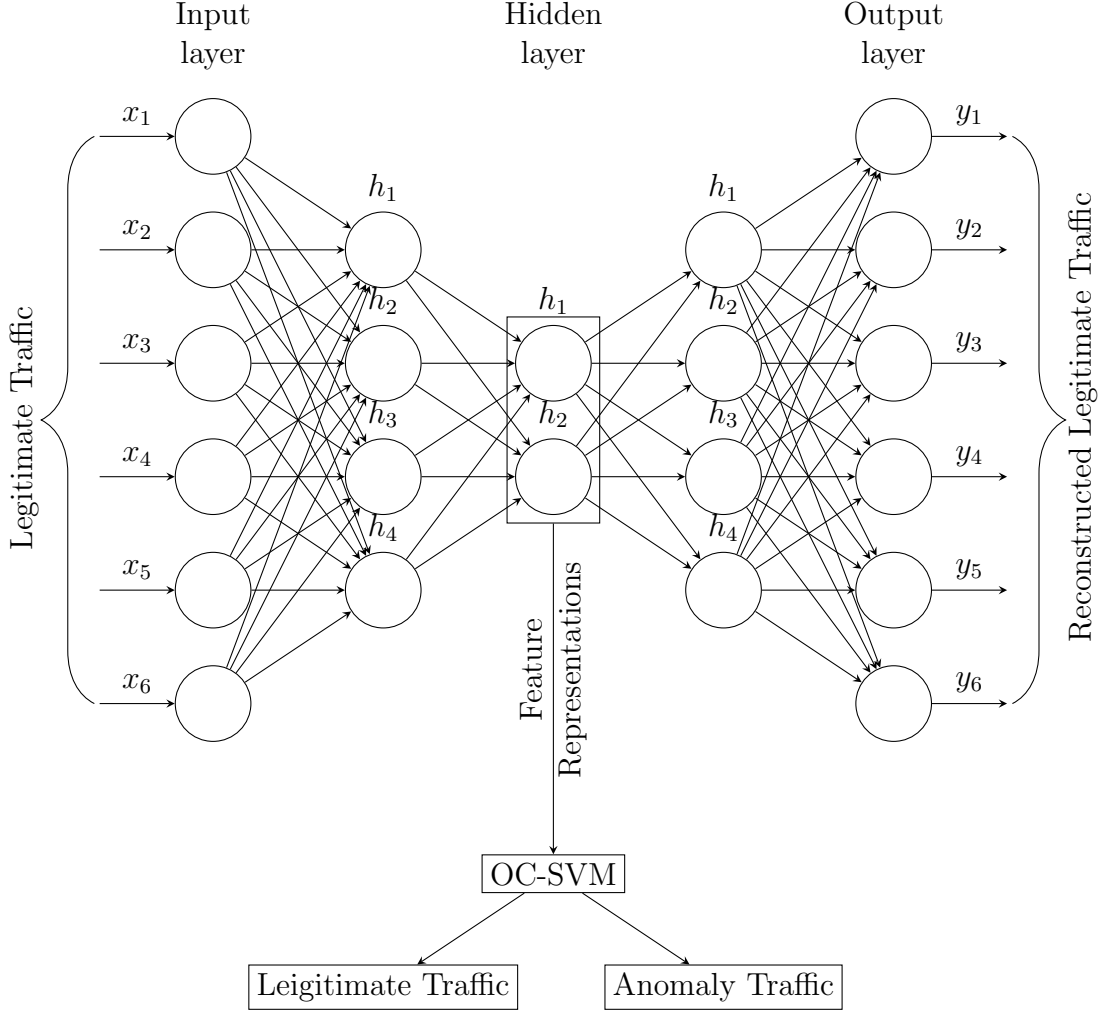 Input
layer
Hidden
layer
Output
layer
x1
x2
x3
x4
x5
x6
Legitimate Traffic
h1
h2
h3
h4
h1
h2
h1
h2
h3
h4
y1
y2
y3
y4
y5
y6
Reconstructed Legitimate Traffic
Feature
Representations
OC-SVM
Leigitimate Traffic
Anomaly Traffic